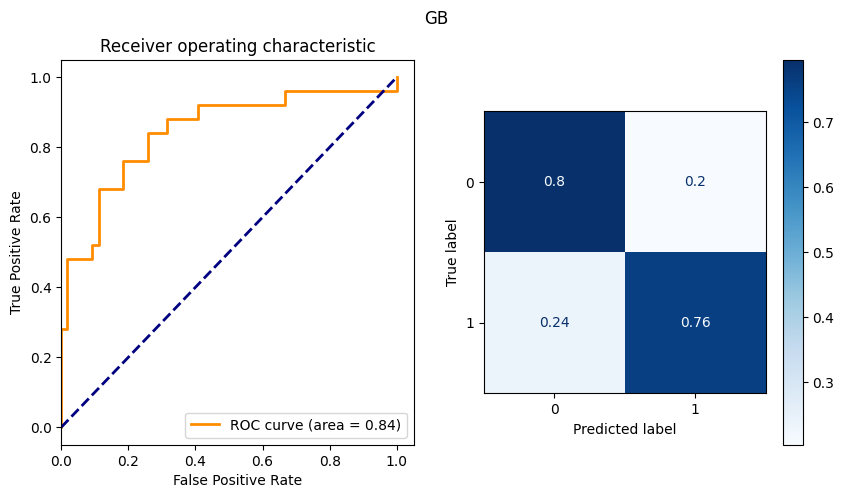 GB
Receiver operating characteristic
True Positive Rate
1.0
0.8
0.6
0.4
0.2
0.0
ROC curve (area = 0.84)
0.0 0.2 0.4 0.6 0.8 1.0
False Positive Rate
True label
0
1
0.8 0.2
0.24 0.76
0 1
Predicted label
0.7
0.6
0.5
0.4
0.3